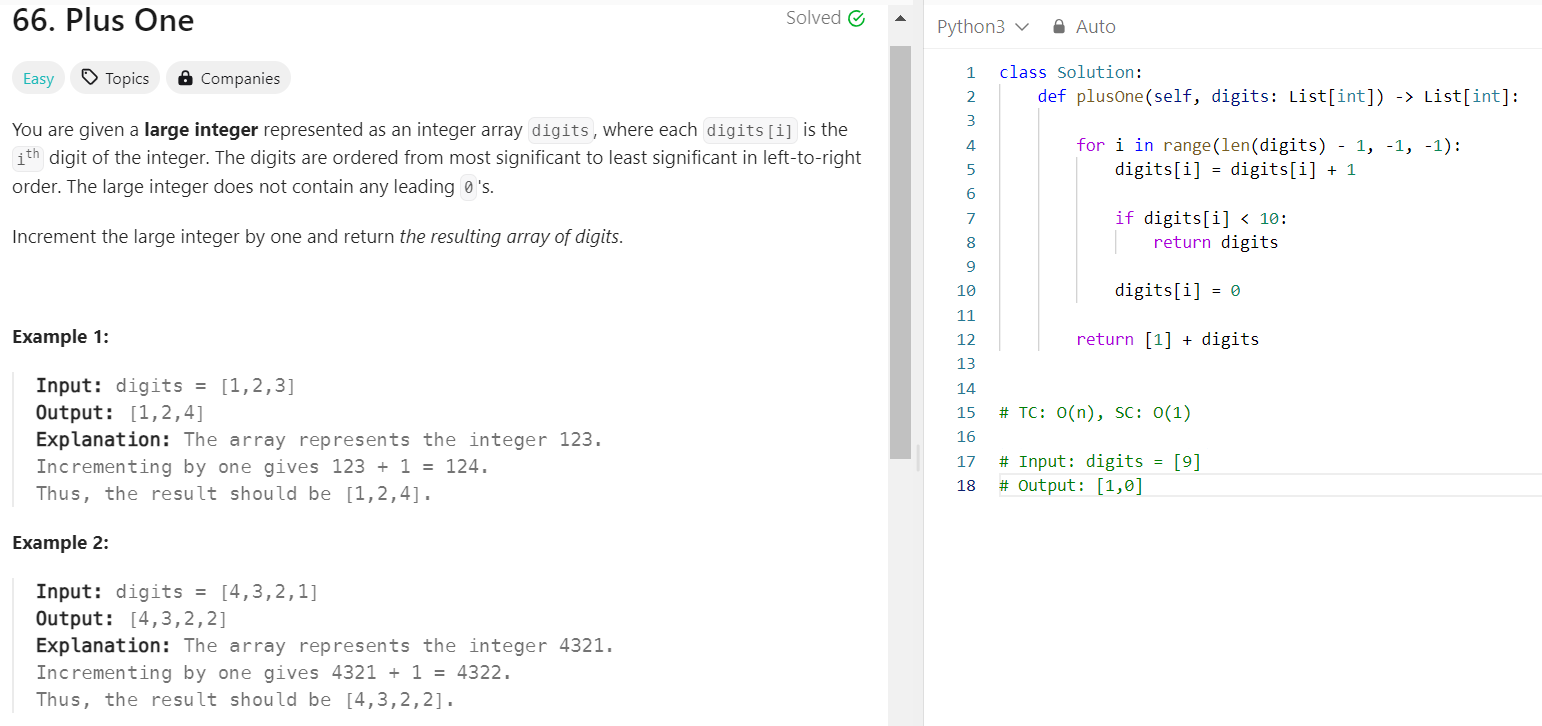 66. Plus One
Solved
Easy
Topics
Companies
You are given a large integer represented as an integer array digits, where each digits[i] is the
ith digit of the integer. The digits are ordered from most significant to least significant in left-to-right
order. The large integer does not contain any leading 0's.
Increment the large integer by one and return the resulting array of digits.
Example 1:
Input: digits = [1,2,3]
Output: [1,2,4]
Explanation: The array represents the integer 123.
Incrementing by one gives 123 + 1 = 124.
Thus, the result should be [1,2,4].
Example 2:
Input: digits = [4,3,2,1]
Output: [4,3,2,2]
Explanation: The array represents the integer 4321.
Incrementing by one gives 4321 + 1 = 4322.
Thus, the result should be [4,3,2,2].
Python3
Auto
1 class Solution:
2     def plusOne(self, digits: List[int]) -> List[int]:
3
4         for i in range(len(digits) - 1, -1, -1):
5             digits[i] = digits[i] + 1
6
7             if digits[i] < 10:
8                 return digits
9
10             digits[i] = 0
11
12         return [1] + digits
13
14
15 # TC: O(n), SC: O(1)
16
17 # Input: digits = [9]
18 # Output: [1,0]